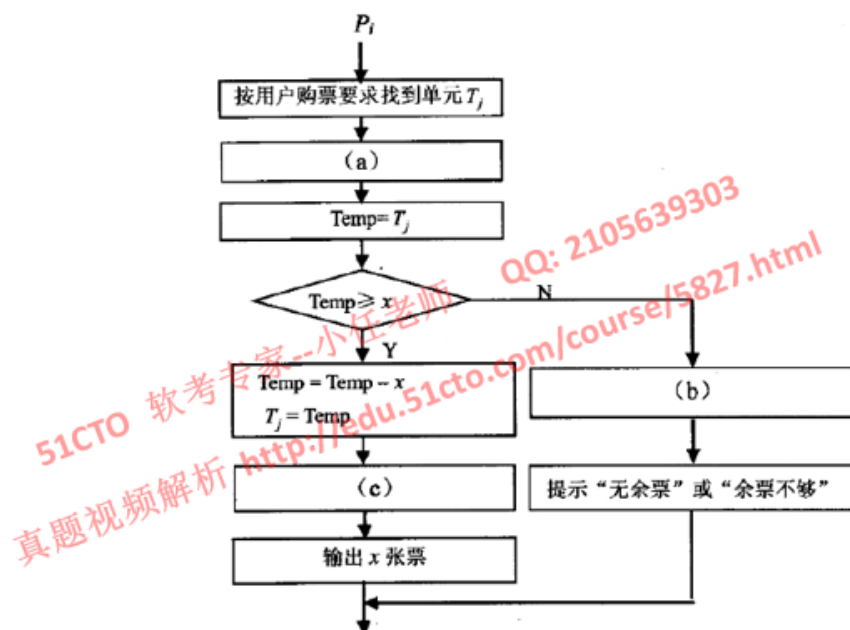 Pi
按用户购票要求找到单元 Tj
（a）
Temp= Tj
Temp≥ x
N
Y
Temp = Temp − x
Tj = Temp
（b）
（c）
提示“无余票”或“余票不够”
输出 x 张票
51CTO 软考专家--小任老师 QQ: 2105639303
真题视频解析 http://edu.51cto.com/course/5827.html